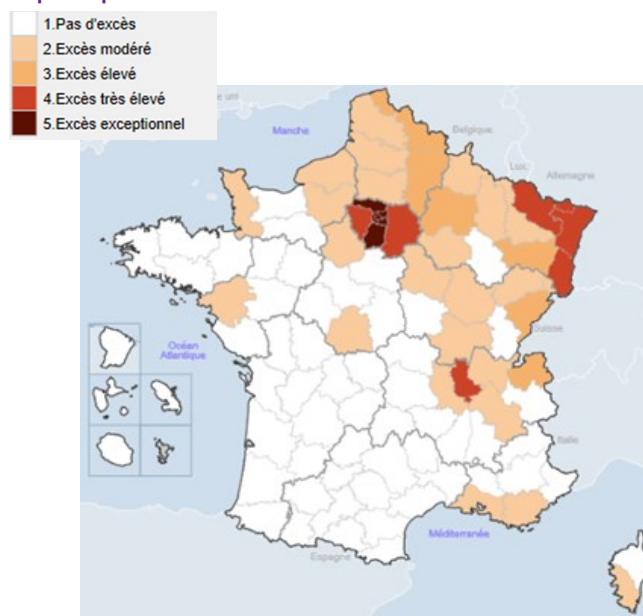 1.Pas d'excès
2.Excès modéré
3.Excès élevé
4.Excès très élevé
5.Excès exceptionnel
Manche
Belgique
Lux.
Allemagne
Suisse
Océan
Atlantique
Italie
Méditerranée
Espagne